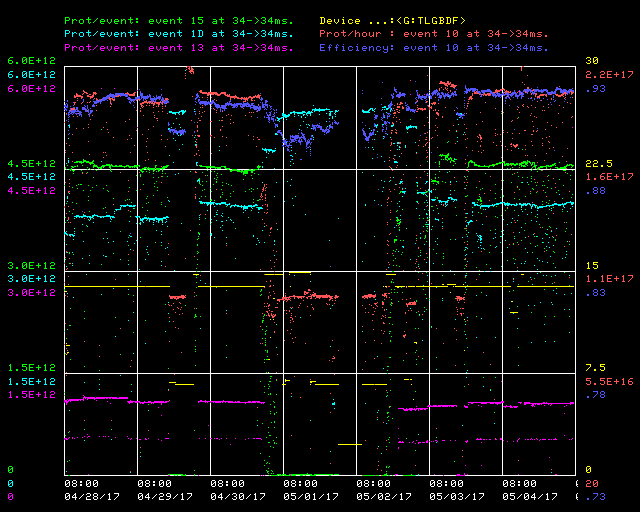 Prot/event: event 15 at 34->34ms. Device ...:<G:TLGBDF>
Prot/event: event 1D at 34->34ms. Prot/hour : event 10 at 34->34ms.
Prot/event: event 13 at 34->34ms. Efficiency: event 10 at 34->34ms.
6.0E+12 30
6.0E+12 2.2E+17
6.0E+12 .93
4.5E+12 22.5
4.5E+12 1.6E+17
4.5E+12 .88
3.0E+12 15
3.0E+12 1.1E+17
3.0E+12 .83
1.5E+12 7.5
1.5E+12 5.5E+16
1.5E+12 .28
0 0
0 08:00 08:00 08:00 08:00 08:00 08:00 08:00 20
0 04/28/17 04/29/17 04/30/17 05/01/17 05/02/17 05/03/17 05/04/17 .73